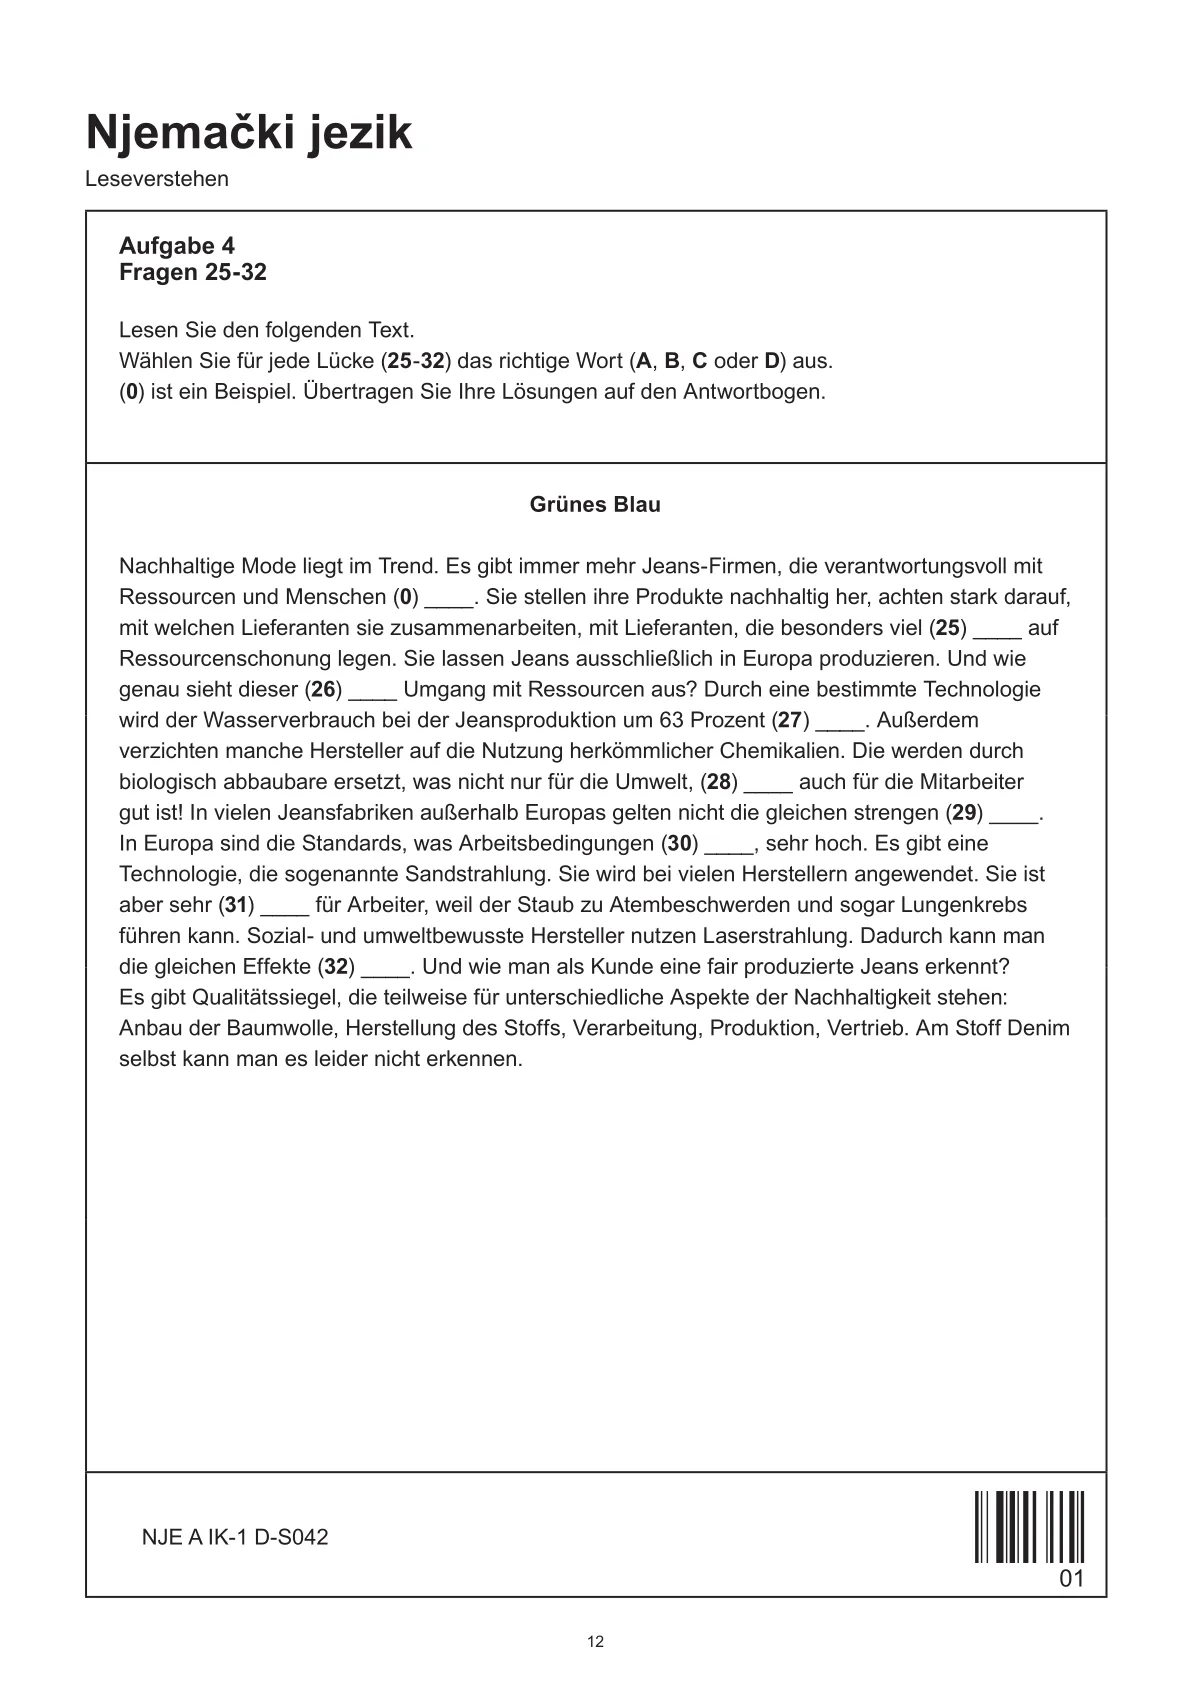 Njemački jezik
Leseverstehen
Aufgabe 4
Fragen 25-32
Lesen Sie den folgenden Text.
Wählen Sie für jede Lücke (25-32) das richtige Wort (A, B, C oder D) aus.
(0) ist ein Beispiel. Übertragen Sie Ihre Lösungen auf den Antwortbogen.
Grünes Blau
Nachhaltige Mode liegt im Trend. Es gibt immer mehr Jeans-Firmen, die verantwortungsvoll mit
Ressourcen und Menschen (0) ____. Sie stellen ihre Produkte nachhaltig her, achten stark darauf,
mit welchen Lieferanten sie zusammenarbeiten, mit Lieferanten, die besonders viel (25) ____ auf
Ressourcenschonung legen. Sie lassen Jeans ausschließlich in Europa produzieren. Und wie
genau sieht dieser (26) ____ Umgang mit Ressourcen aus? Durch eine bestimmte Technologie
wird der Wasserverbrauch bei der Jeansproduktion um 63 Prozent (27) ____. Außerdem
verzichten manche Hersteller auf die Nutzung herkömmlicher Chemikalien. Die werden durch
biologisch abbaubare ersetzt, was nicht nur für die Umwelt, (28) ____ auch für die Mitarbeiter
gut ist! In vielen Jeansfabriken außerhalb Europas gelten nicht die gleichen strengen (29) ____.
In Europa sind die Standards, was Arbeitsbedingungen (30) ____, sehr hoch. Es gibt eine
Technologie, die sogenannte Sandstrahlung. Sie wird bei vielen Herstellern angewendet. Sie ist
aber sehr (31) ____ für Arbeiter, weil der Staub zu Atembeschwerden und sogar Lungenkrebs
führen kann. Sozial- und umweltbewusste Hersteller nutzen Laserstrahlung. Dadurch kann man
die gleichen Effekte (32) ____. Und wie man als Kunde eine fair produzierte Jeans erkennt?
Es gibt Qualitätssiegel, die teilweise für unterschiedliche Aspekte der Nachhaltigkeit stehen:
Anbau der Baumwolle, Herstellung des Stoffs, Verarbeitung, Produktion, Vertrieb. Am Stoff Denim
selbst kann man es leider nicht erkennen.
NJE A IK-1 D-S042
01
12